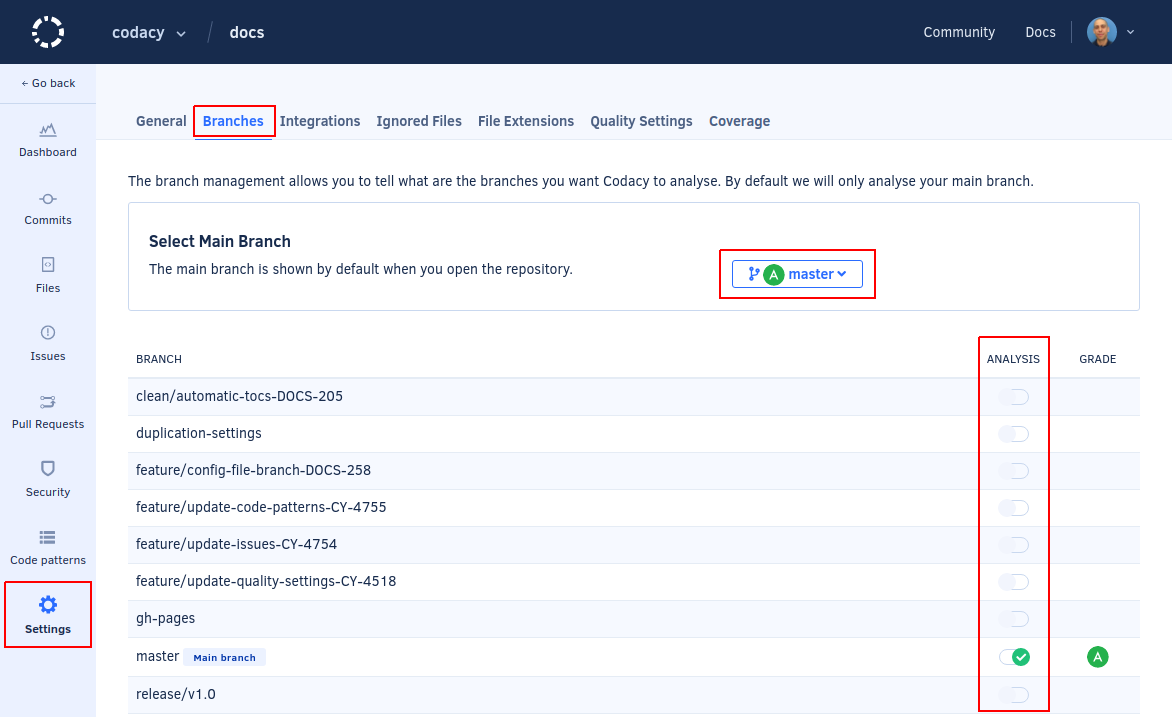 codacy / docs
Community Docs
← Go back
General Branches Integrations Ignored Files File Extensions Quality Settings Coverage
Dashboard
Commits
Files
Issues
Pull Requests
Security
Code patterns
Settings
The branch management allows you to tell what are the branches you want Codacy to analyse. By default we will only analyse your main branch.
Select Main Branch
The main branch is shown by default when you open the repository.
A master
BRANCH ANALYSIS GRADE
clean/automatic-tocs-DOCS-205
duplication-settings
feature/config-file-branch-DOCS-258
feature/update-code-patterns-CY-4755
feature/update-issues-CY-4754
feature/update-quality-settings-CY-4518
gh-pages
master Main branch A
release/v1.0